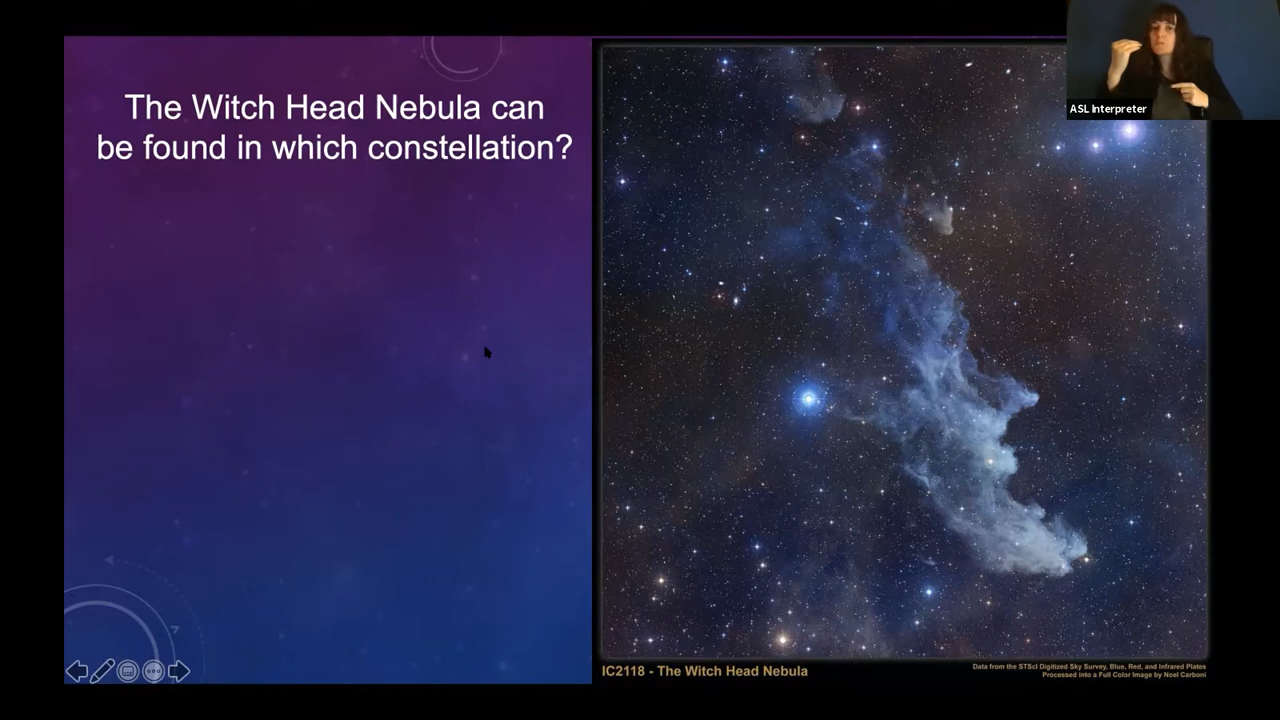 The Witch Head Nebula can
be found in which constellation?
ASL Interpreter
IC2118 - The Witch Head Nebula
Data from the STScI Digitized Sky Survey, Blue, Red, and Infrared Plates
Processed into a Full Color Image by Noel Carboni